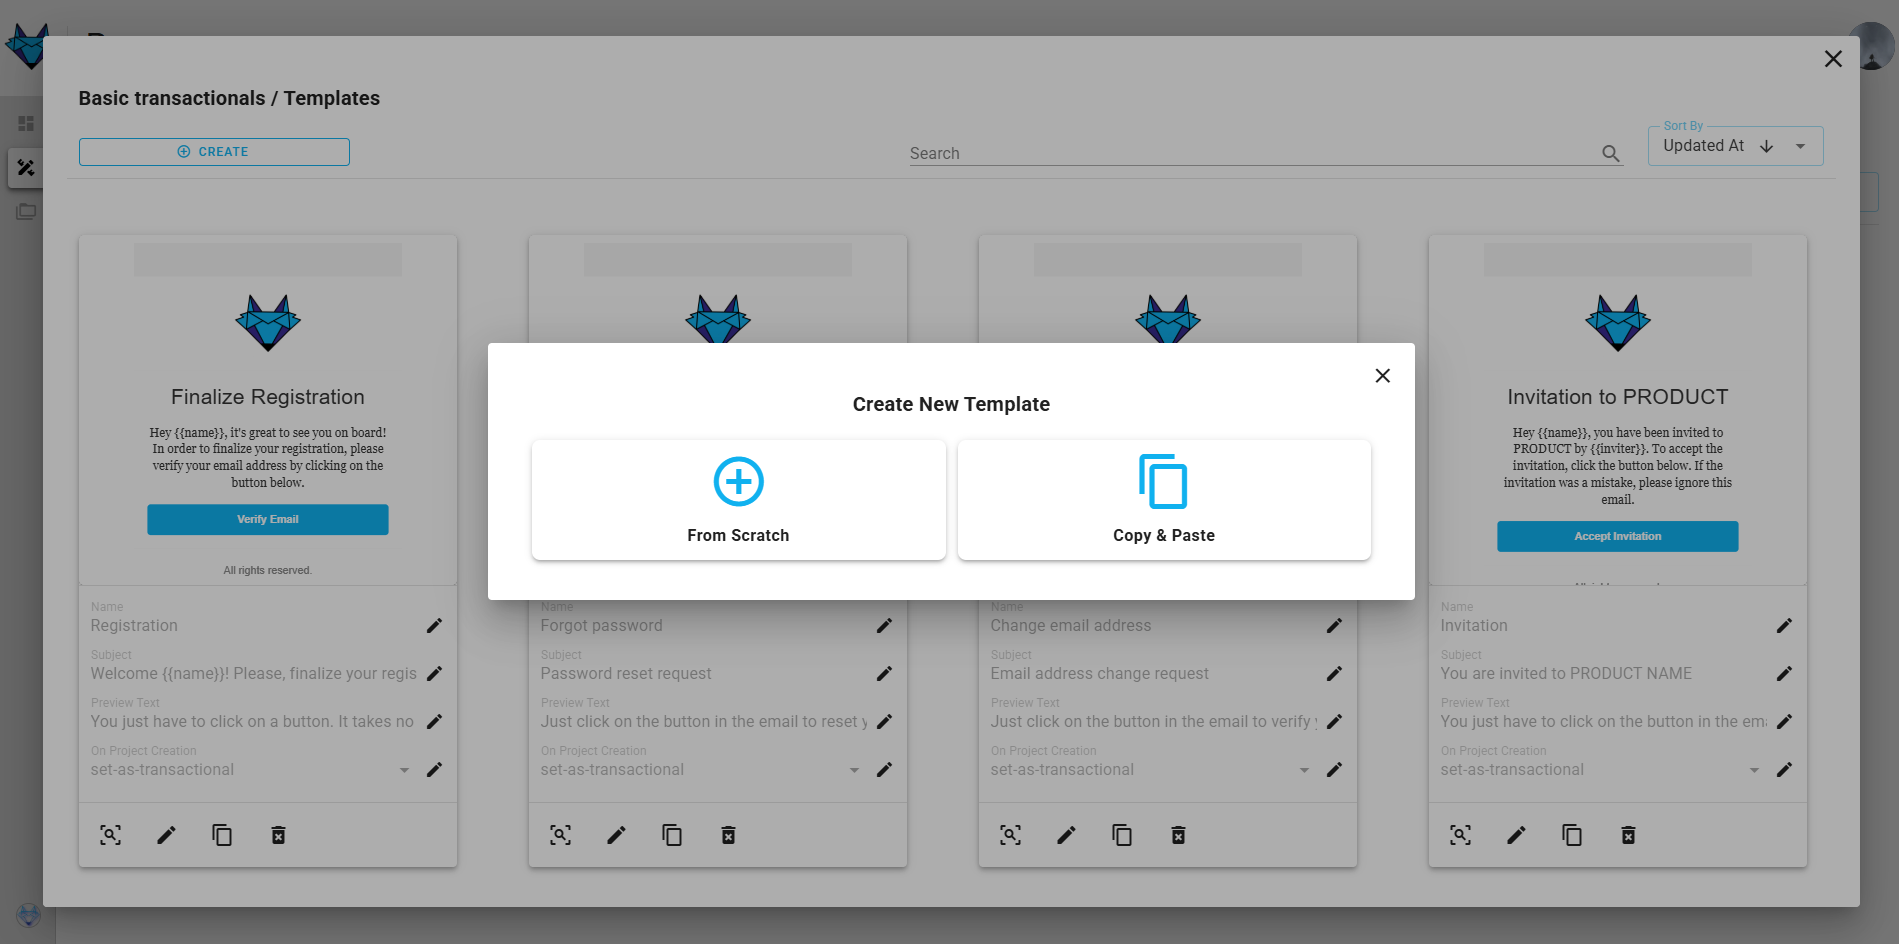 Basic transactionals / Templates
CREATE
Search
Sort By
Updated At
Finalize Registration
Hey {{name}}, it's great to see you on board!
In order to finalize your registration, please
verify your email address by clicking on the
button below.
Verify Email
All rights reserved.
Invitation to PRODUCT
Hey {{name}}, you have been invited to
PRODUCT by {{inviter}}. To accept the
invitation, click the button below. If the
invitation was a mistake, please ignore this
email.
Accept Invitation
Create New Template
From Scratch
Copy & Paste
Name
Registration
Subject
Welcome {{name}}! Please, finalize your regis
Preview Text
You just have to click on a button. It takes no
On Project Creation
set-as-transactional
Name
Forgot password
Subject
Password reset request
Preview Text
Just click on the button in the email to reset y
On Project Creation
set-as-transactional
Name
Change email address
Subject
Email address change request
Preview Text
Just click on the button in the email to verify
On Project Creation
set-as-transactional
Name
Invitation
Subject
You are invited to PRODUCT NAME
Preview Text
You just have to click on the button in the ema
On Project Creation
set-as-transactional